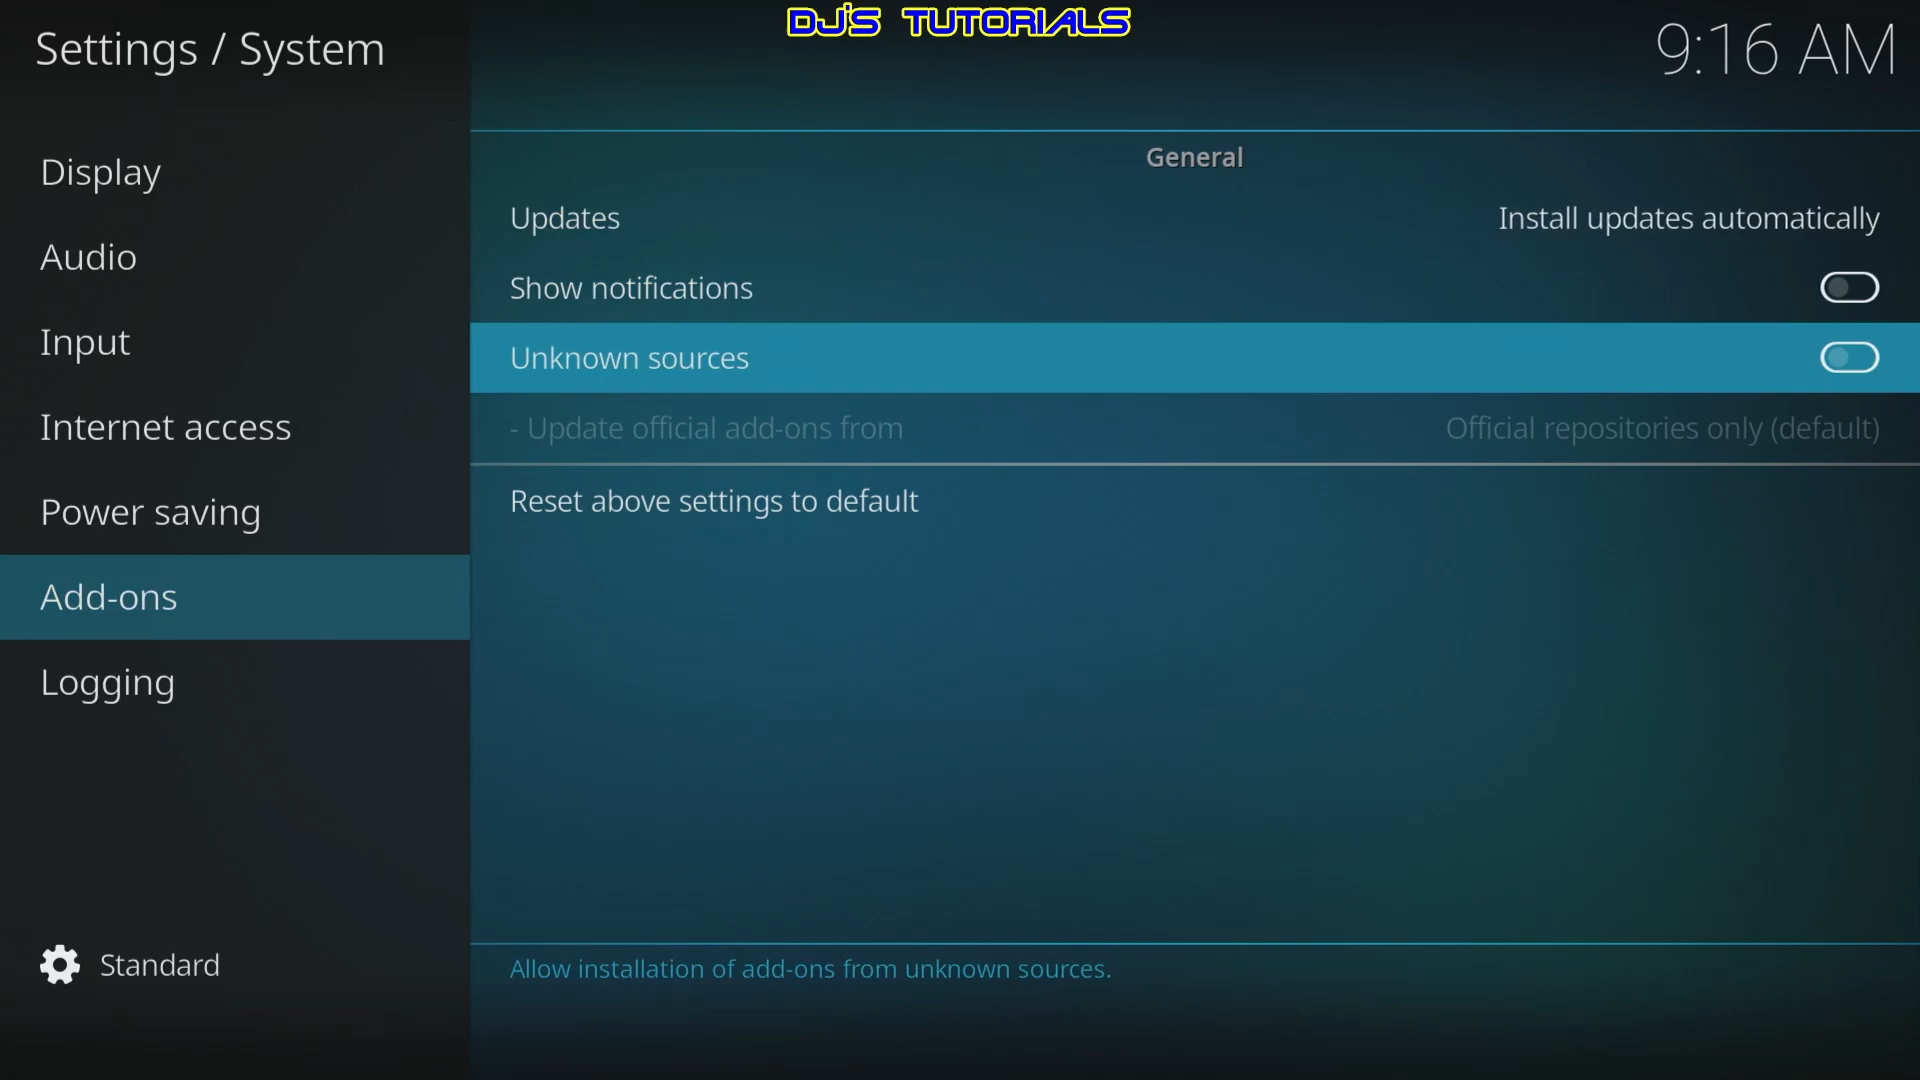 DJ'S TUTORIALS
Settings / System
9:16 AM
Display
Audio
Input
Internet access
Power saving
Add-ons
Logging
Standard
General
Updates Install updates automatically
Show notifications
Unknown sources
- Update official add-ons from Official repositories only (default)
Reset above settings to default
Allow installation of add-ons from unknown sources.